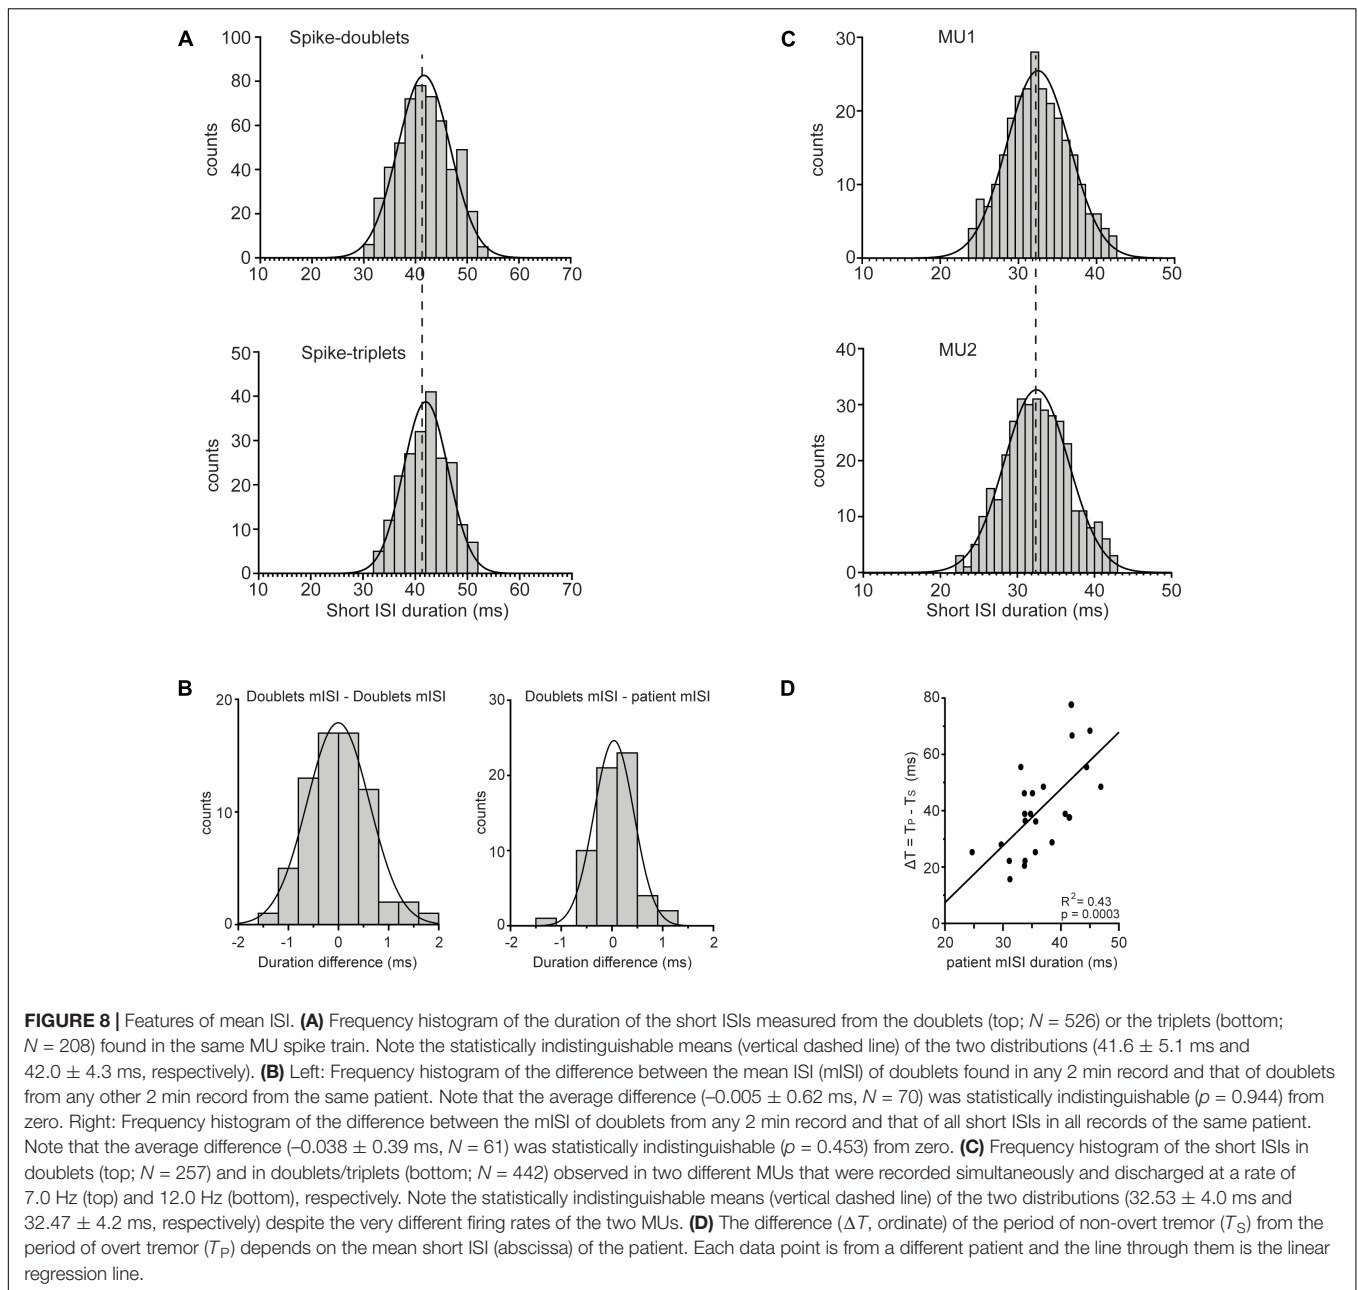 A
Spike-doublets
100
80
60
40
20
0
counts
10 20 30 40 50 60 70
Spike-triplets
50
40
30
20
10
0
counts
10 20 30 40 50 60 70
Short ISI duration (ms)
C
MU1
30
20
10
0
counts
10 20 30 40 50
MU2
40
30
20
10
0
counts
10 20 30 40 50
Short ISI duration (ms)
B
Doublets mISI - Doublets mISI
20
10
0
counts
-2 -1 0 1 2
Duration difference (ms)
Doublets mISI - patient mISI
30
20
10
0
counts
-2 -1 0 1 2
Duration difference (ms)
D
80
60
40
20
0
ΔT = TP - TS (ms)
R2 = 0.43
p = 0.0003
20 30 40 50
patient mISI duration (ms)
FIGURE 8 | Features of mean ISI. (A) Frequency histogram of the duration of the short ISIs measured from the doublets (top; N = 526) or the triplets (bottom;
N = 208) found in the same MU spike train. Note the statistically indistinguishable means (vertical dashed line) of the two distributions (41.6 ± 5.1 ms and
42.0 ± 4.3 ms, respectively). (B) Left: Frequency histogram of the difference between the mean ISI (mISI) of doublets found in any 2 min record and that of doublets
from any other 2 min record from the same patient. Note that the average difference (–0.005 ± 0.62 ms, N = 70) was statistically indistinguishable (p = 0.944) from
zero. Right: Frequency histogram of the difference between the mISI of doublets from any 2 min record and that of all short ISIs in all records of the same patient.
Note that the average difference (–0.038 ± 0.39 ms, N = 61) was statistically indistinguishable (p = 0.453) from zero. (C) Frequency histogram of the short ISIs in
doublets (top; N = 257) and in doublets/triplets (bottom; N = 442) observed in two different MUs that were recorded simultaneously and discharged at a rate of
7.0 Hz (top) and 12.0 Hz (bottom), respectively. Note the statistically indistinguishable means (vertical dashed line) of the two distributions (32.53 ± 4.0 ms and
32.47 ± 4.2 ms, respectively) despite the very different firing rates of the two MUs. (D) The difference (ΔT, ordinate) of the period of non-overt tremor (TS) from the
period of overt tremor (TP) depends on the mean short ISI (abscissa) of the patient. Each data point is from a different patient and the line through them is the linear
regression line.